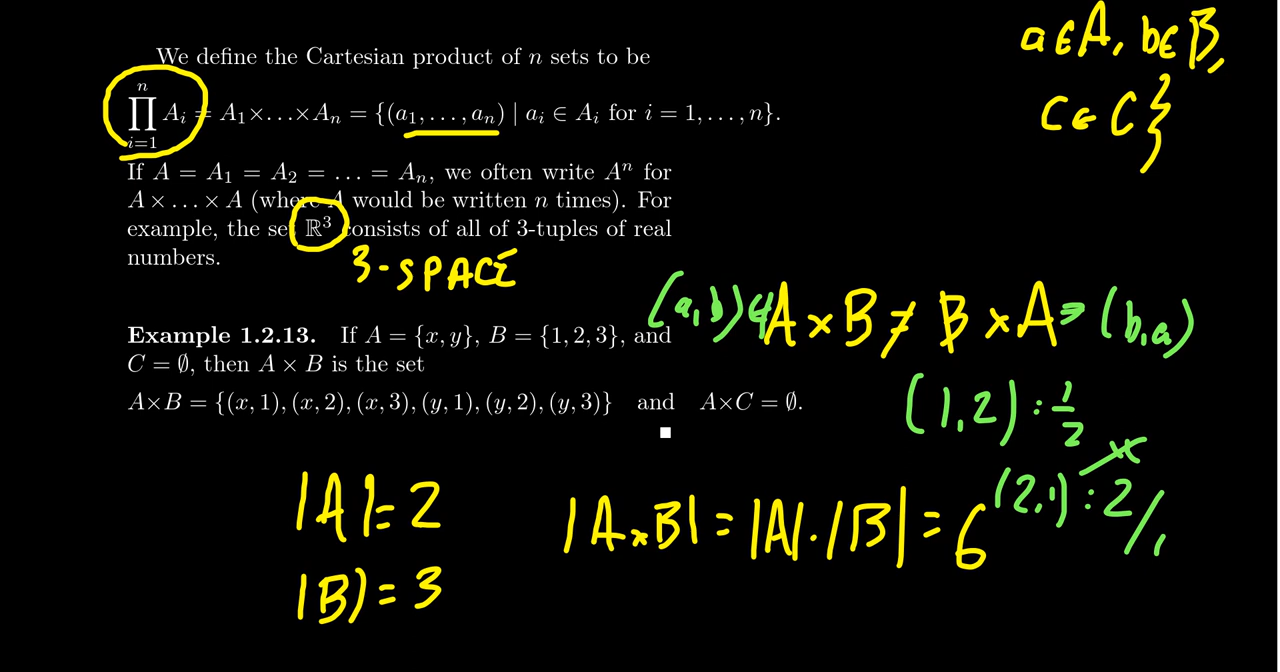 a ∈ A, b ∈ B,
c ∈ C}
We define the Cartesian product of n sets to be
∏_{i=1}^{n} A_i = A_1×...×A_n = {(a_1,...,a_n) | a_i ∈ A_i for i = 1,...,n}.
If A = A_1 = A_2 = ... = A_n, we often write A^n for
A×...×A (where A would be written n times). For
example, the set ℝ^3 consists of all of 3-tuples of real
numbers.
3-SPACE
(a,b) ∈ A × B ≠ B × A ∋ (b,a)
Example 1.2.13. If A = {x, y}, B = {1, 2, 3}, and
C = ∅, then A × B is the set
A×B = {(x, 1), (x, 2), (x, 3), (y, 1), (y, 2), (y, 3)} and A×C = ∅.
(1,2) : 1/2
(2,1) : 2/1
|A| = 2
|A×B| = |A|·|B| = 6
|B| = 3